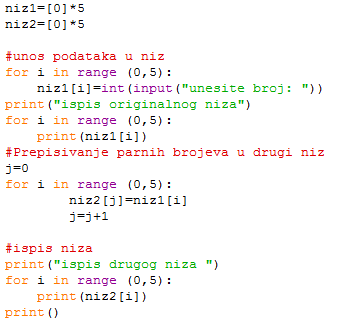 niz1=[0]*5
niz2=[0]*5
#unos podataka u niz
for i in range (0,5):
    niz1[i]=int(input("unesite broj: "))
print("ispis originalnog niza")
for i in range (0,5):
    print(niz1[i])
#Prepisivanje parnih brojeva u drugi niz
j=0
for i in range (0,5):
        niz2[j]=niz1[i]
        j=j+1
#ispis niza
print("ispis drugog niza ")
for i in range (0,5):
    print(niz2[i])
print()